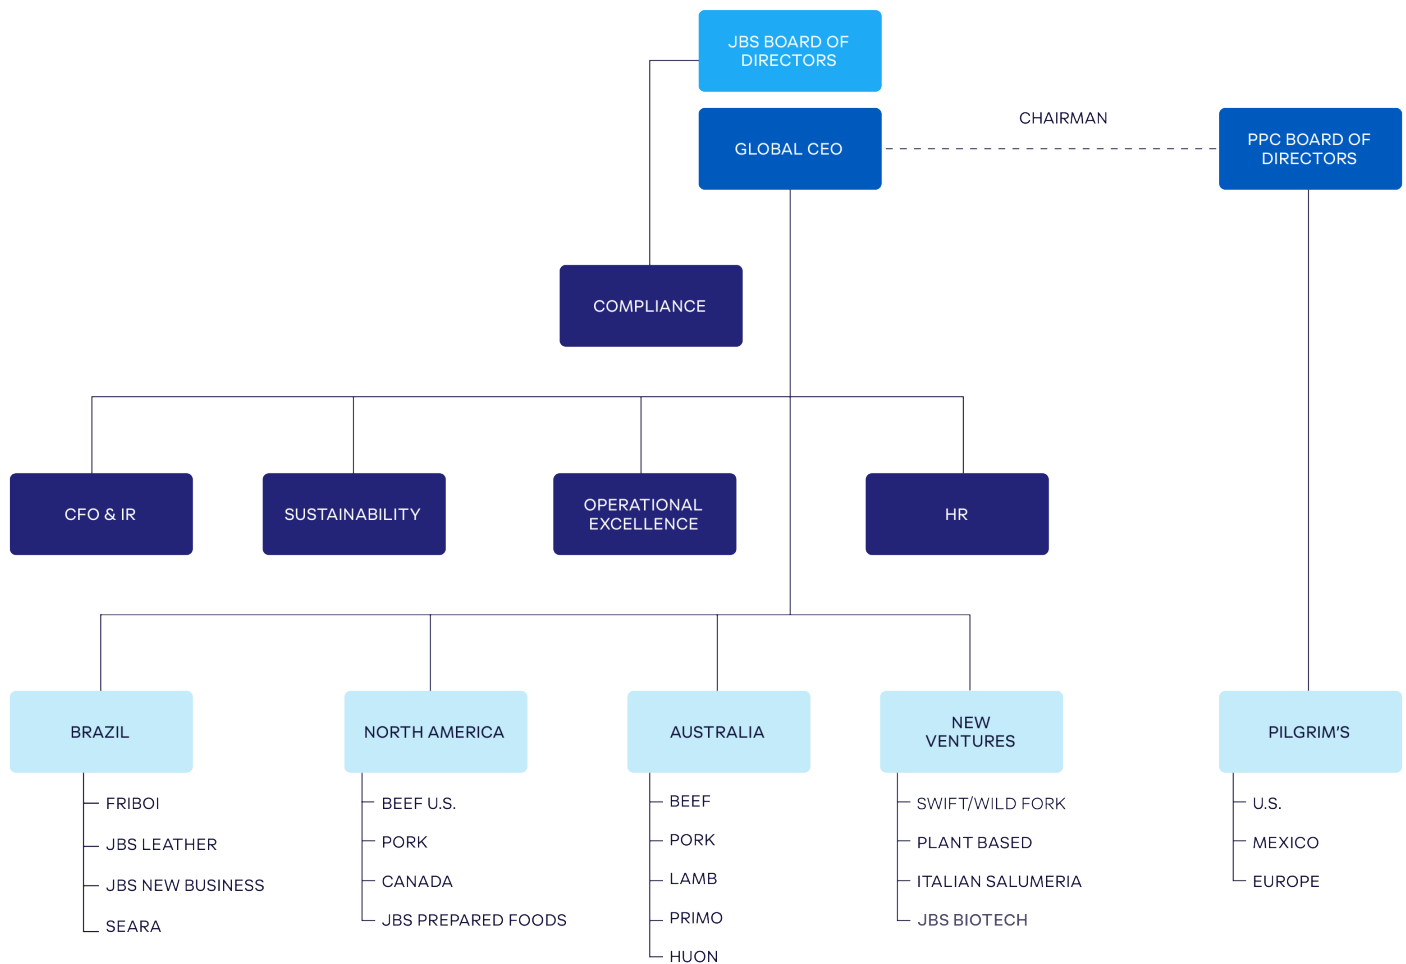 JBS BOARD OF
DIRECTORS
CHAIRMAN
GLOBAL CEO
PPC BOARD OF
DIRECTORS
COMPLIANCE
CFO & IR
SUSTAINABILITY
OPERATIONAL
EXCELLENCE
HR
BRAZIL
FRIBOI
JBS LEATHER
JBS NEW BUSINESS
SEARA
NORTH AMERICA
BEEF U.S.
PORK
CANADA
JBS PREPARED FOODS
AUSTRALIA
BEEF
PORK
LAMB
PRIMO
HUON
NEW
VENTURES
SWIFT/WILD FORK
PLANT BASED
ITALIAN SALUMERIA
JBS BIOTECH
PILGRIM’S
U.S.
MEXICO
EUROPE